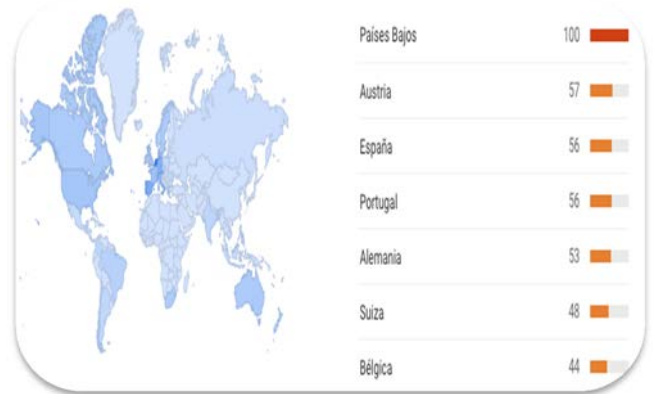 Países Bajos 100
Austria 57
España 56
Portugal 56
Alemania 53
Suiza 48
Bélgica 44